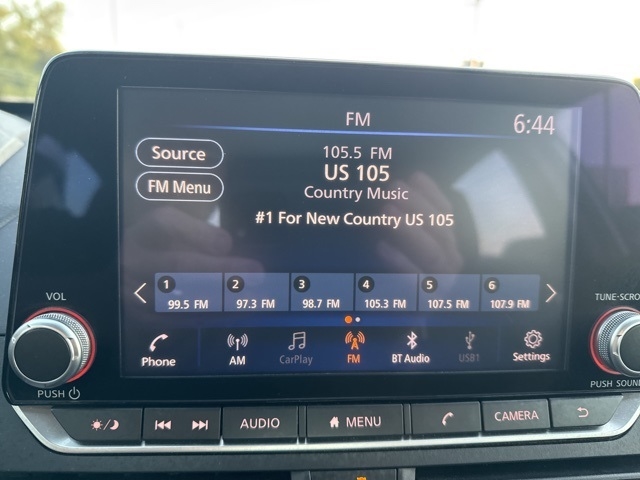 FM 6:44
Source 105.5 FM
US 105
FM Menu Country Music
#1 For New Country US 105
1 2 3 4 5 6
99.5 FM 97.3 FM 98.7 FM 105.3 FM 107.5 FM 107.9 FM
VOL TUNE-SCRO
Phone AM CarPlay FM BT Audio USB1 Settings
PUSH PUSH SOUN
AUDIO MENU CAMERA